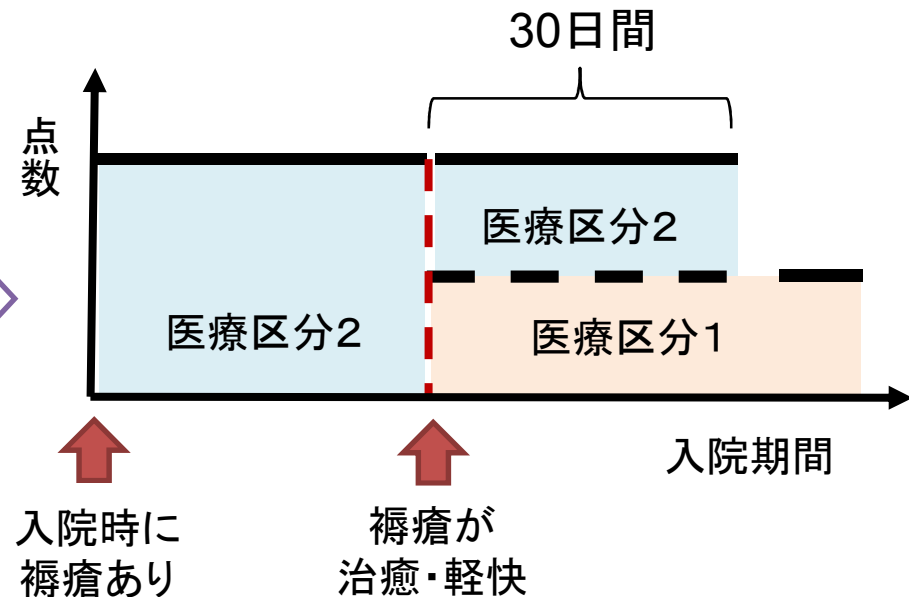 30日間
点
数
医療区分2
医療区分2
医療区分1
入院期間
入院時に
褥瘡あり
褥瘡が
治癒・軽快